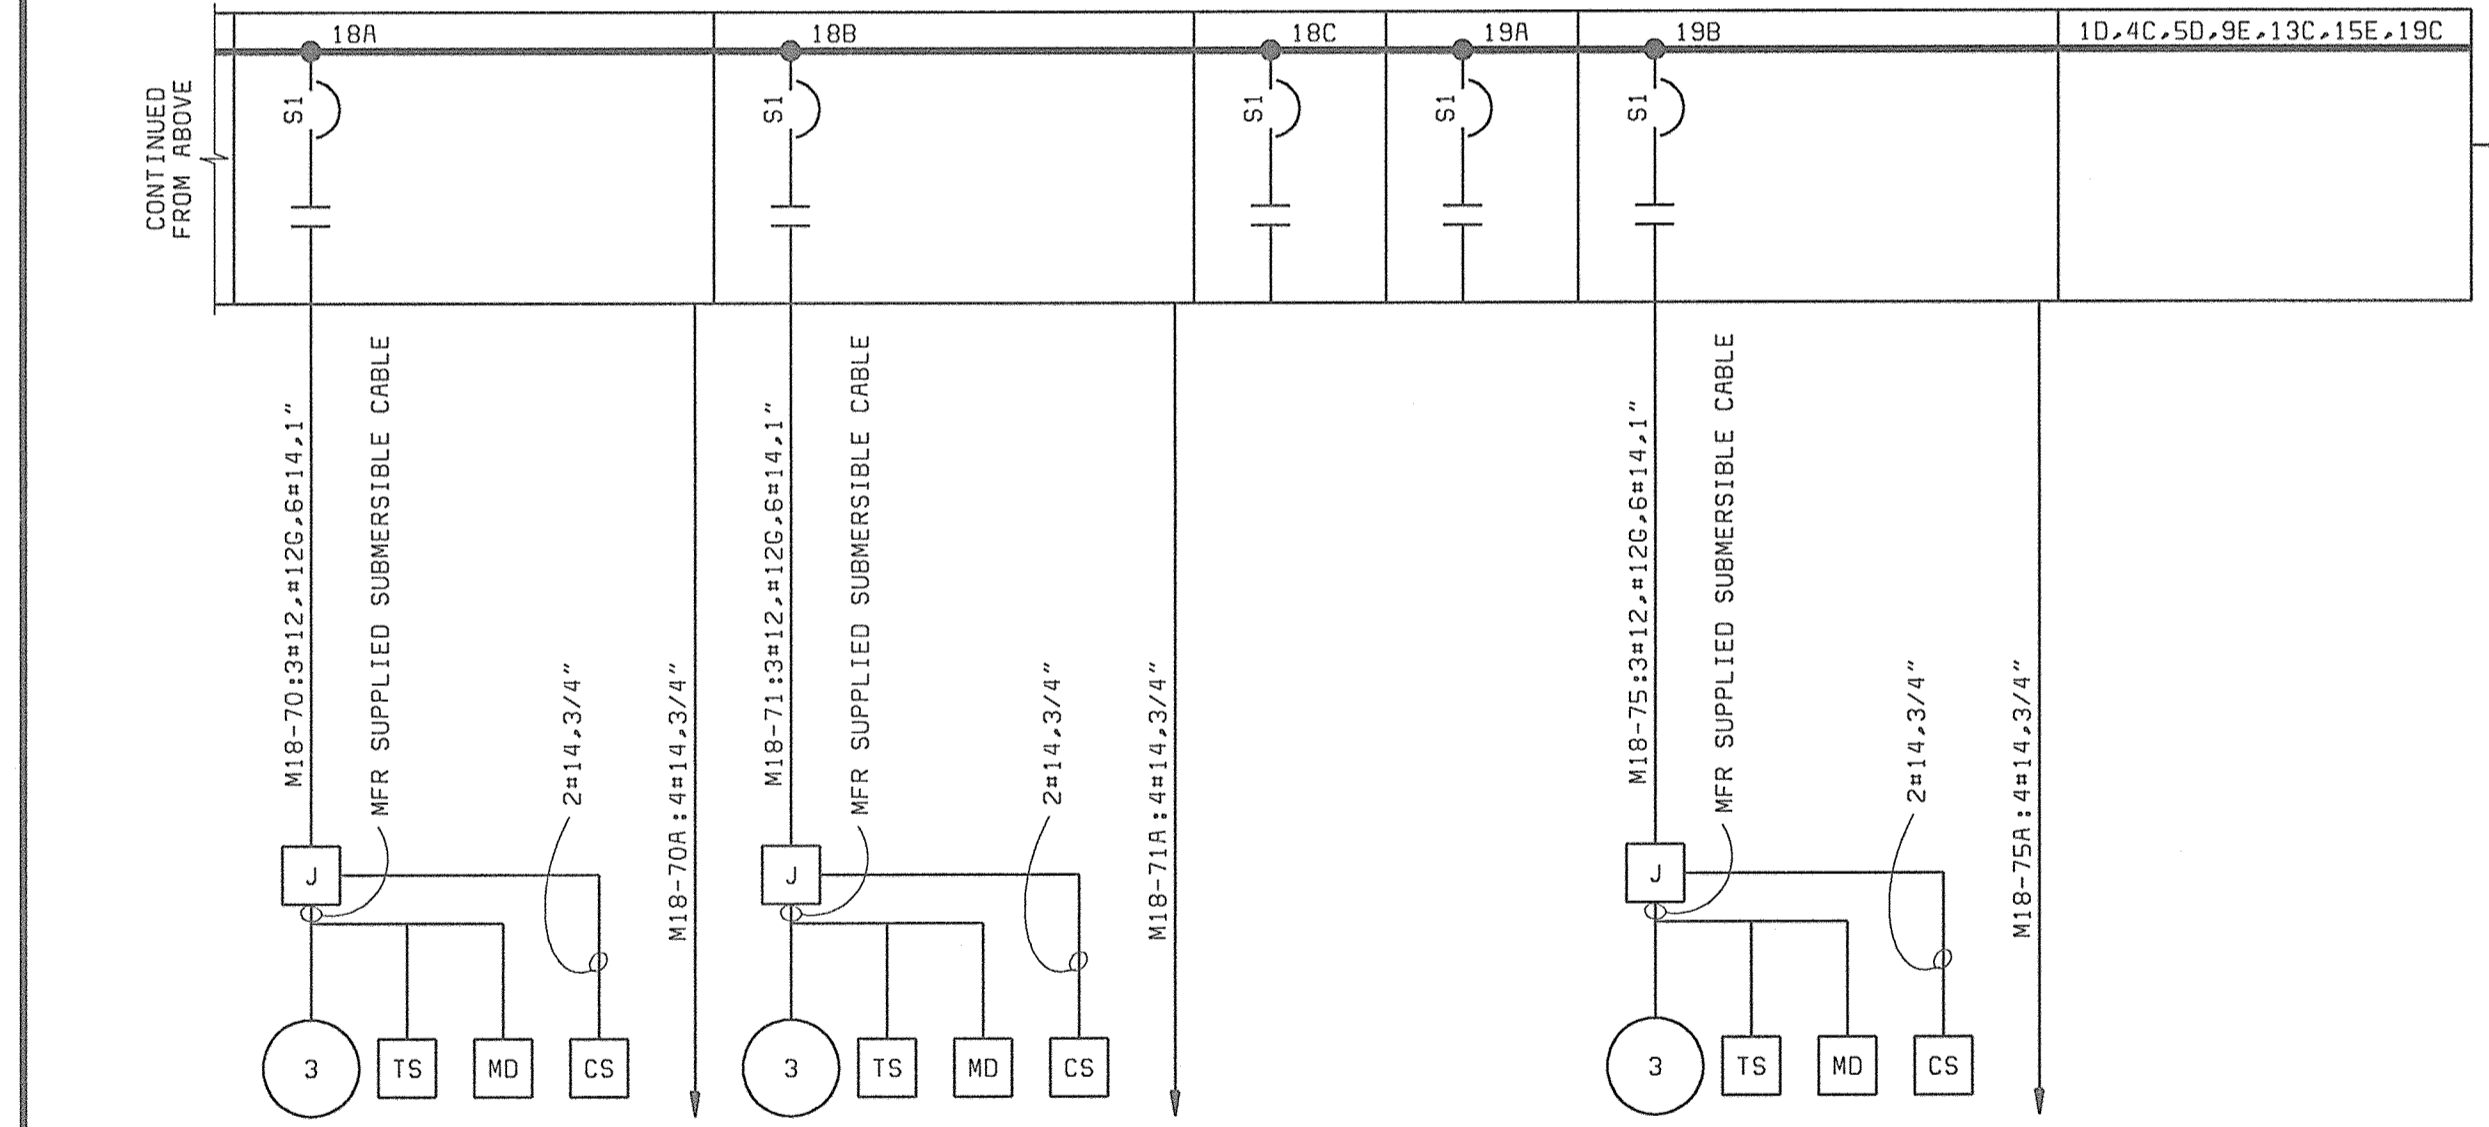 CONTINUED
FROM ABOVE
18A
18B
18C
19A
19B
1D,4C,5D,9E,13C,15E,19C
S1
S1
S1
S1
S1
M18-70:3#12,#12G,6#14,1"
MFR SUPPLIED SUBMERSIBLE CABLE
2#14,3/4"
M18-70A:4#14,3/4"
M18-71:3#12,#12G,6#14,1"
MFR SUPPLIED SUBMERSIBLE CABLE
2#14,3/4"
M18-71A:4#14,3/4"
M18-75:3#12,#12G,6#14,1"
MFR SUPPLIED SUBMERSIBLE CABLE
2#14,3/4"
M18-75A:4#14,3/4"
J
J
J
3
TS
MD
CS
3
TS
MD
CS
3
TS
MD
CS